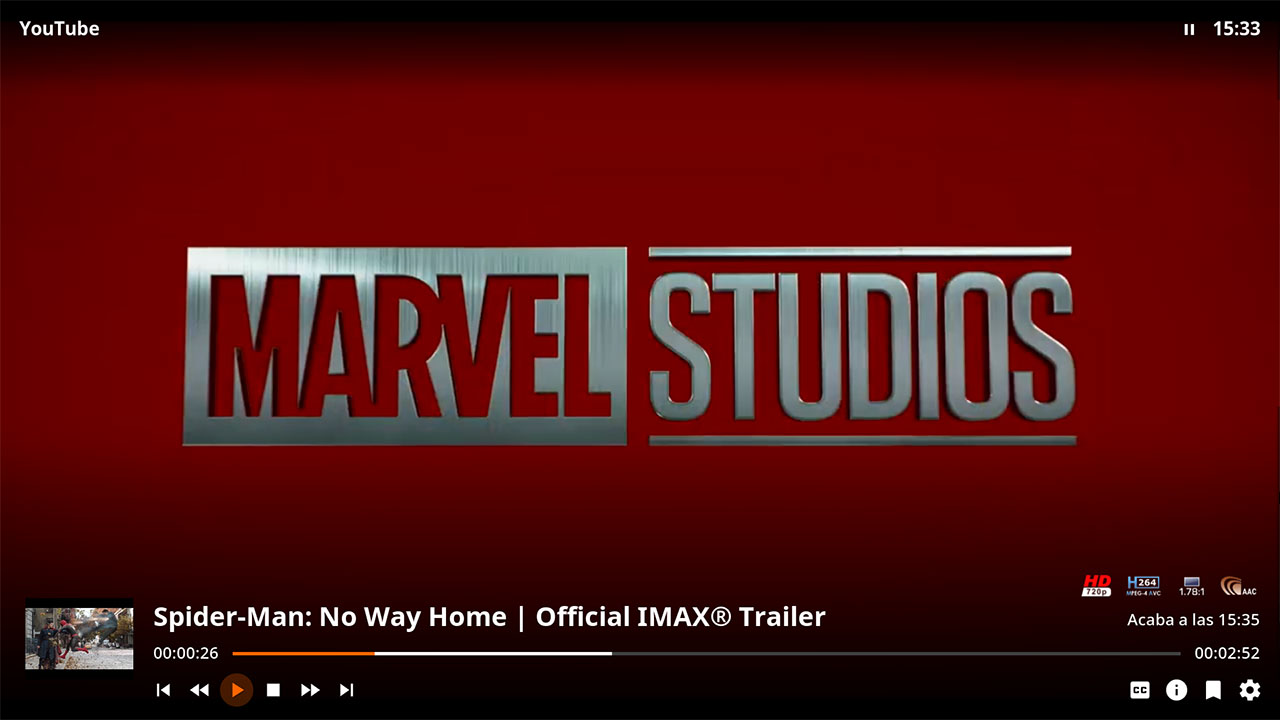 YouTube
15:33
MARVEL STUDIOS
HD
720p
H264
MPEG-4 AVC
1.78:1
AAC
Spider-Man: No Way Home | Official IMAX® Trailer
Acaba a las 15:35
00:00:26
00:02:52
CC